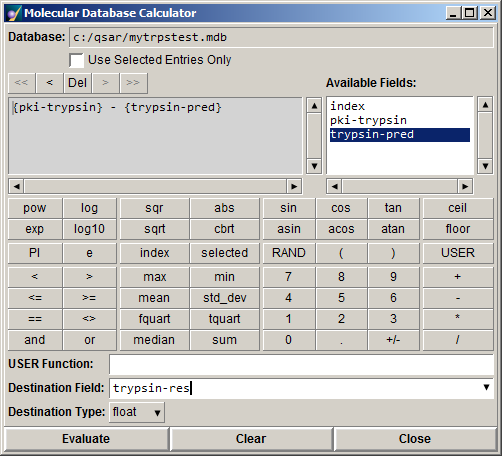 Molecular Database Calculator
Database: c:/qsar/mytrpstest.mdb
Use Selected Entries Only
<< < Del > >> Available Fields:
{pki-trypsin} - {trypsin-pred}
index
pki-trypsin
trypsin-pred
pow log sqr abs sin cos tan ceil
exp log10 sqrt cbrt asin acos atan floor
PI e index selected RAND ( ) USER
< > max min 7 8 9 +
<= >= mean std_dev 4 5 6 -
== <> fquart tquart 1 2 3 *
and or median sum 0 . +/- /
USER Function:
Destination Field: trypsin-res
Destination Type: float
Evaluate Clear Close